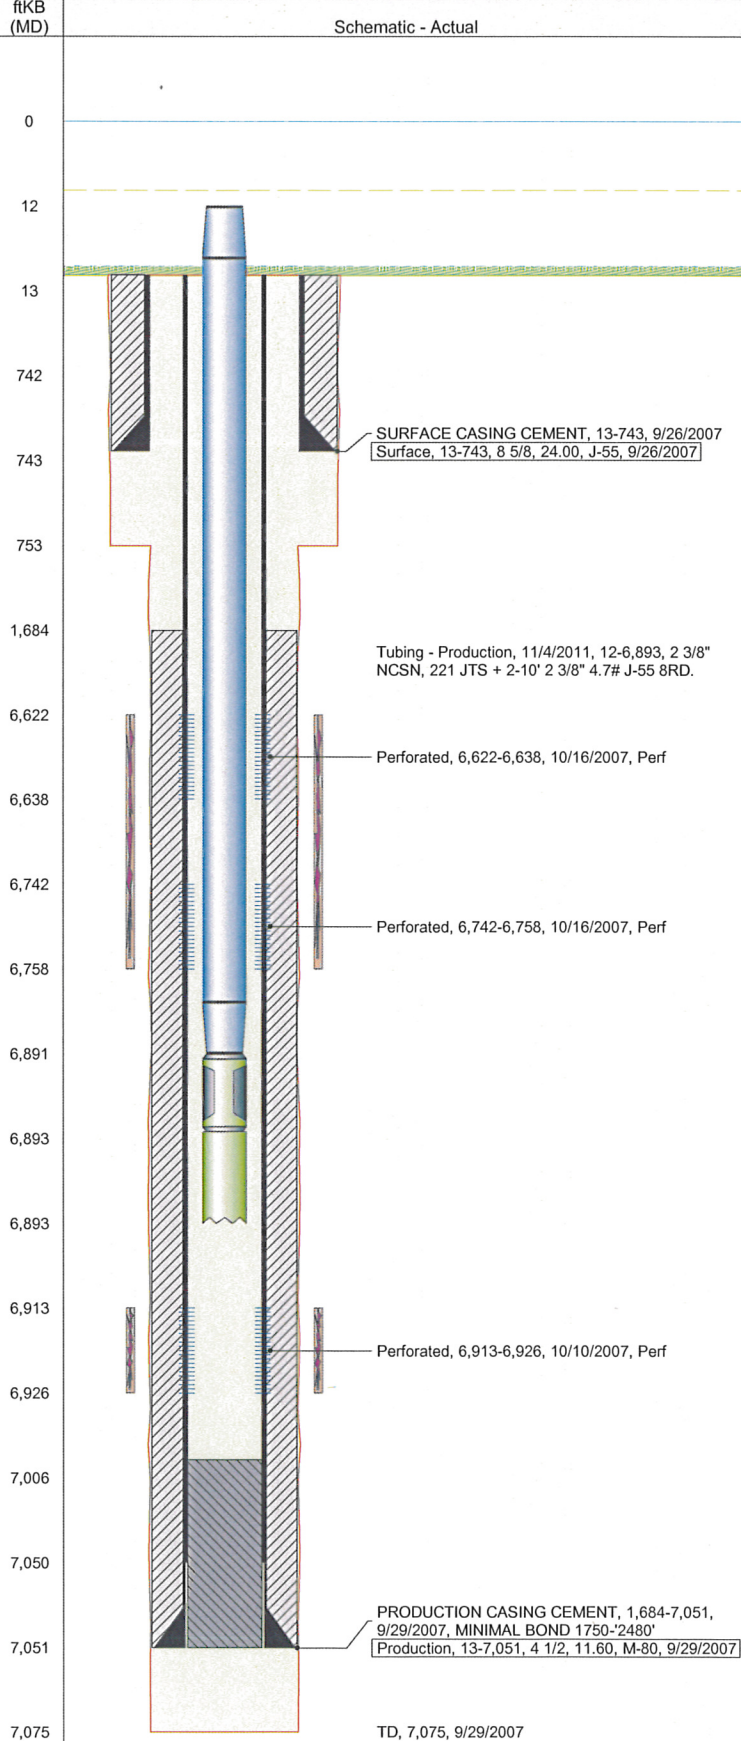 ftKB
(MD)
Schematic - Actual
0
12
13
742
SURFACE CASING CEMENT, 13-743, 9/26/2007
Surface, 13-743, 8 5/8, 24.00, J-55, 9/26/2007
743
753
1,684
Tubing - Production, 11/4/2011, 12-6,893, 2 3/8"
NCSN, 221 JTS + 2-10' 2 3/8" 4.7# J-55 8RD.
6,622
Perforated, 6,622-6,638, 10/16/2007, Perf
6,638
6,742
Perforated, 6,742-6,758, 10/16/2007, Perf
6,758
6,891
6,893
6,893
6,913
Perforated, 6,913-6,926, 10/10/2007, Perf
6,926
7,006
7,050
PRODUCTION CASING CEMENT, 1,684-7,051,
9/29/2007, MINIMAL BOND 1750-'2480'
Production, 13-7,051, 4 1/2, 11.60, M-80, 9/29/2007
7,051
7,075
TD, 7,075, 9/29/2007